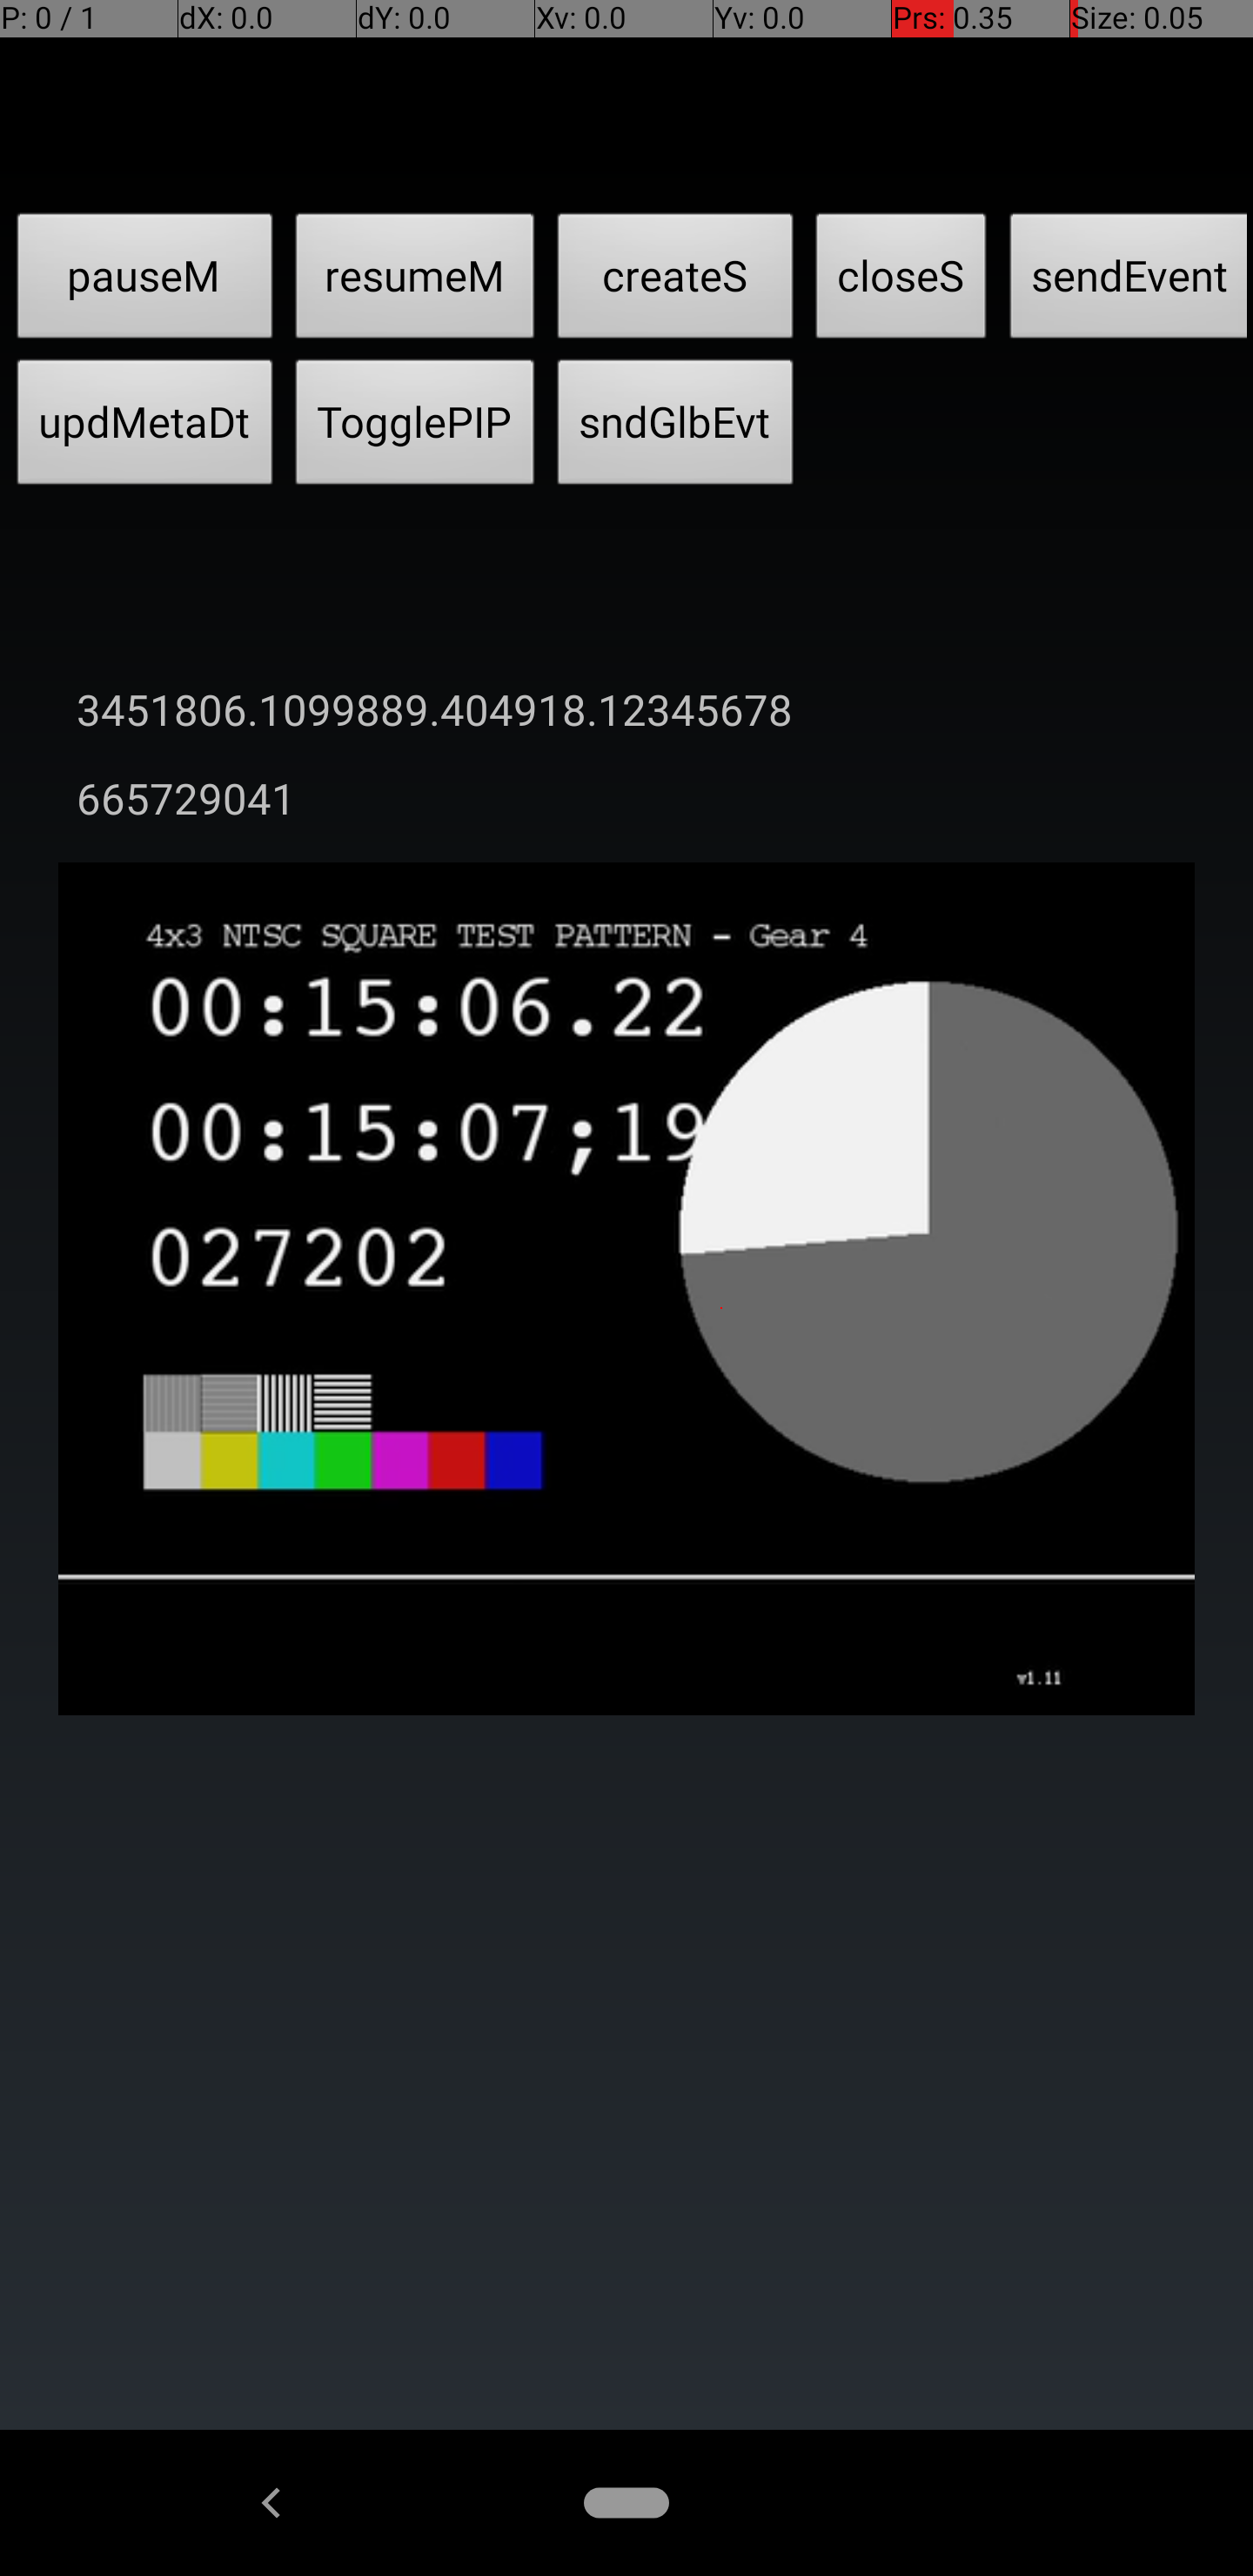 P: 0 / 1 dX: 0.0 dY: 0.0 Xv: 0.0 Yv: 0.0 Prs: 0.35 Size: 0.05
pauseM resumeM createS closeS sendEvent
updMetaDt TogglePIP sndGlbEvt
3451806.1099889.404918.12345678
665729041
4x3 NTSC SQUARE TEST PATTERN - Gear 4
00:15:06.22
00:15:07;19
027202
v1.11